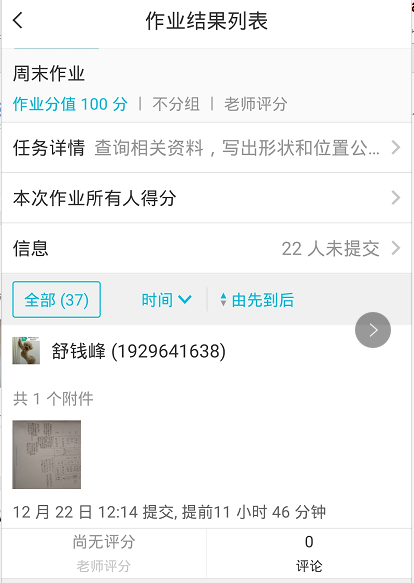 作业结果列表
周末作业
作业分值 100 分 | 不分组 | 老师评分
任务详情 查询相关资料，写出形状和位置公...
本次作业所有人得分
信息 22 人未提交
全部 (37) 时间 由先到后
舒钱峰 (1929641638)
共 1 个附件
12 月 22 日 12:14 提交, 提前11 小时 46 分钟
尚无评分 0
老师评分 评论